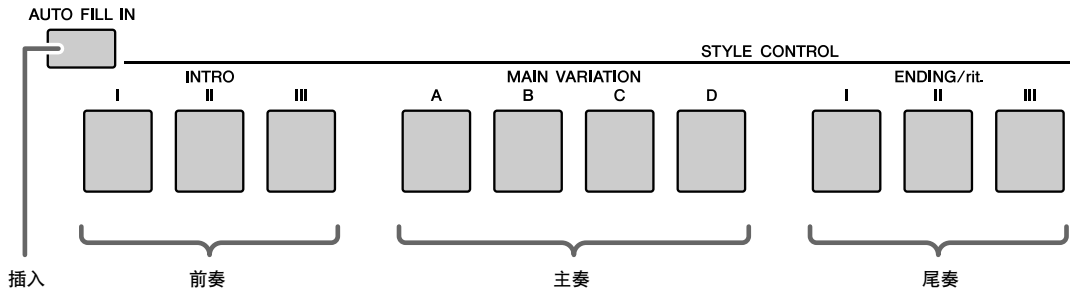 AUTO FILL IN
STYLE CONTROL
INTRO
MAIN VARIATION
ENDING/rit.
I II III
A B C D
I II III
插入
前奏
主奏
尾奏